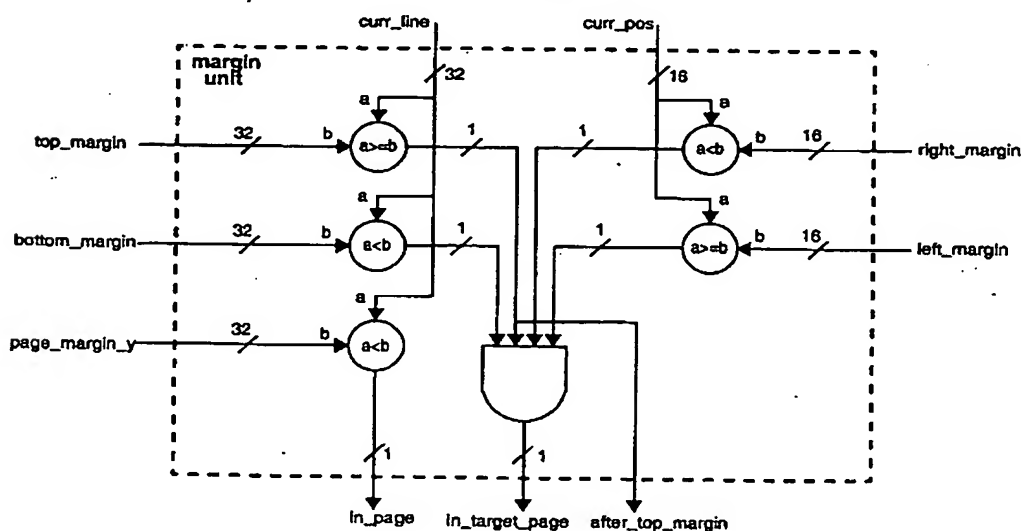 curr_line curr_pos
margin
unit
32 16
a a
top_margin 32 b a>=b 1 1 a<b b 16 right_margin
a a
bottom_margin 32 b a<b 1 1 a>=b b 16 left_margin
a
page_margin_y 32 b a<b
1 1
in_page in_target_page after_top_margin